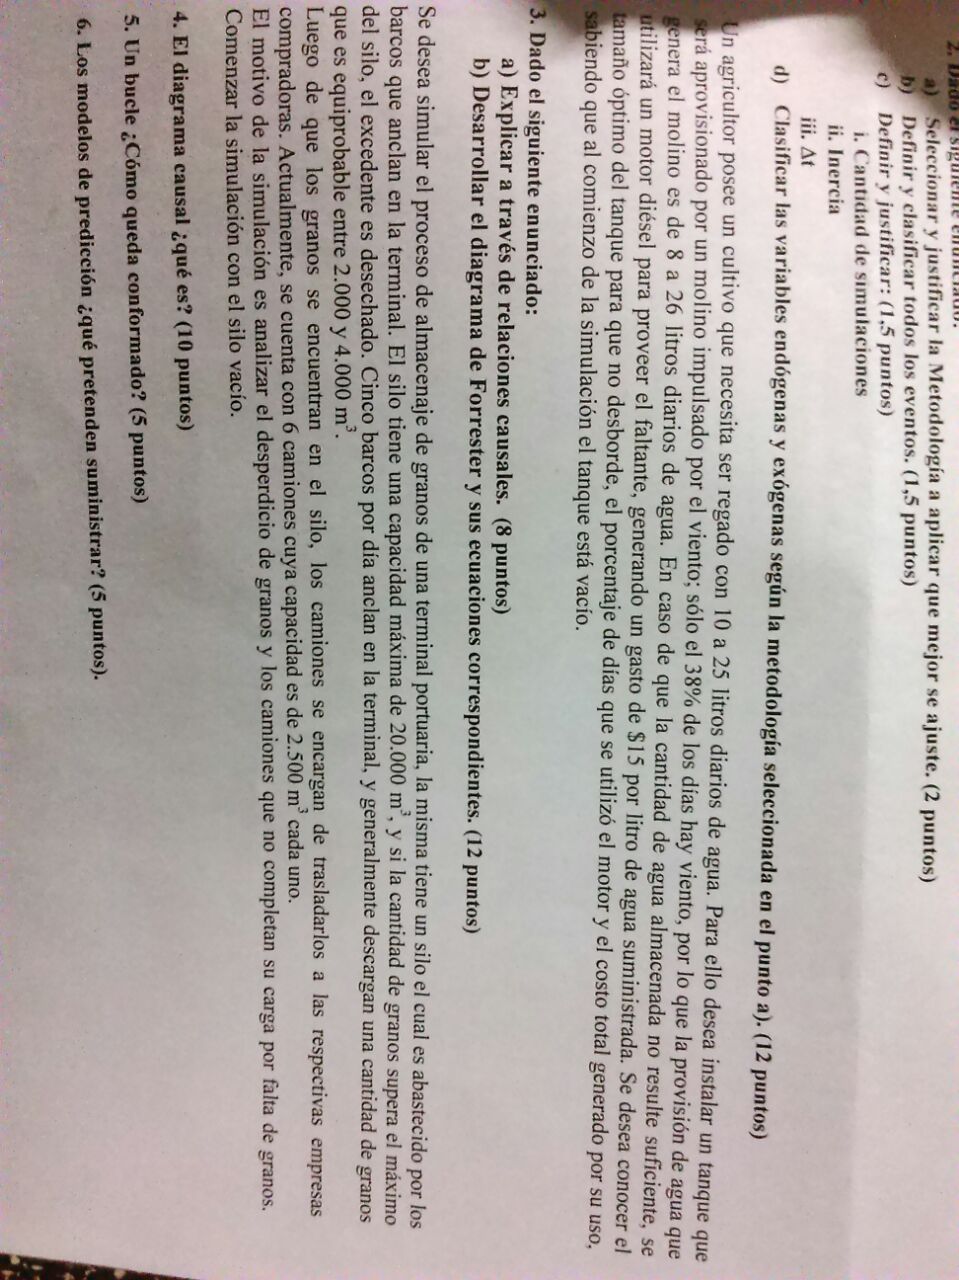 2. Dado el siguiente enunciado:
a) Seleccionar y justificar la Metodología a aplicar que mejor se ajuste. (2 puntos)
b) Definir y clasificar todos los eventos. (1,5 puntos)
c) Definir y justificar: (1,5 puntos)
i. Cantidad de simulaciones
ii. Inercia
iii. Δt
d) Clasificar las variables endógenas y exógenas según la metodología seleccionada en el punto a). (12 puntos)
Un agricultor posee un cultivo que necesita ser regado con 10 a 25 litros diarios de agua. Para ello desea instalar un tanque que
será aprovisionado por un molino impulsado por el viento; sólo el 38% de los días hay viento, por lo que la provisión de agua que
genera el molino es de 8 a 26 litros diarios de agua. En caso de que la cantidad de agua almacenada no resulte suficiente, se
utilizará un motor diésel para proveer el faltante, generando un gasto de $15 por litro de agua suministrada. Se desea conocer el
tamaño óptimo del tanque para que no desborde, el porcentaje de días que se utilizó el motor y el costo total generado por su uso,
sabiendo que al comienzo de la simulación el tanque está vacío.
3. Dado el siguiente enunciado:
a) Explicar a través de relaciones causales. (8 puntos)
b) Desarrollar el diagrama de Forrester y sus ecuaciones correspondientes. (12 puntos)
Se desea simular el proceso de almacenaje de granos de una terminal portuaria, la misma tiene un silo el cual es abastecido por los
barcos que anclan en la terminal. El silo tiene una capacidad máxima de 20.000 m³, y si la cantidad de granos supera el máximo
del silo, el excedente es desechado. Cinco barcos por día anclan en la terminal, y generalmente descargan una cantidad de granos
que es equiprobable entre 2.000 y 4.000 m³.
Luego de que los granos se encuentran en el silo, los camiones se encargan de trasladarlos a las respectivas empresas
compradoras. Actualmente, se cuenta con 6 camiones cuya capacidad es de 2.500 m³ cada uno.
El motivo de la simulación es analizar el desperdicio de granos y los camiones que no completan su carga por falta de granos.
Comenzar la simulación con el silo vacío.
4. El diagrama causal ¿qué es? (10 puntos)
5. Un bucle ¿Cómo queda conformado? (5 puntos)
6. Los modelos de predicción ¿qué pretenden suministrar? (5 puntos).